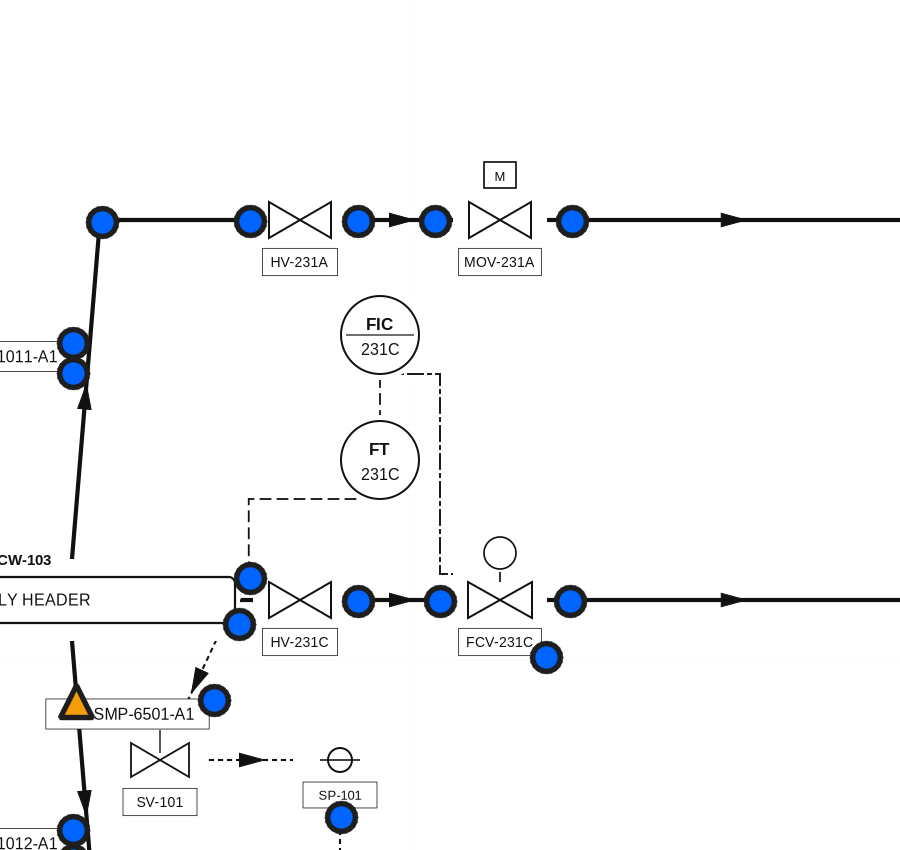 M
HV-231A
MOV-231A
FIC
231C
1011-A1
FT
231C
CW-103
LY HEADER
HV-231C
FCV-231C
SMP-6501-A1
SV-101
SP-101
1012-A1